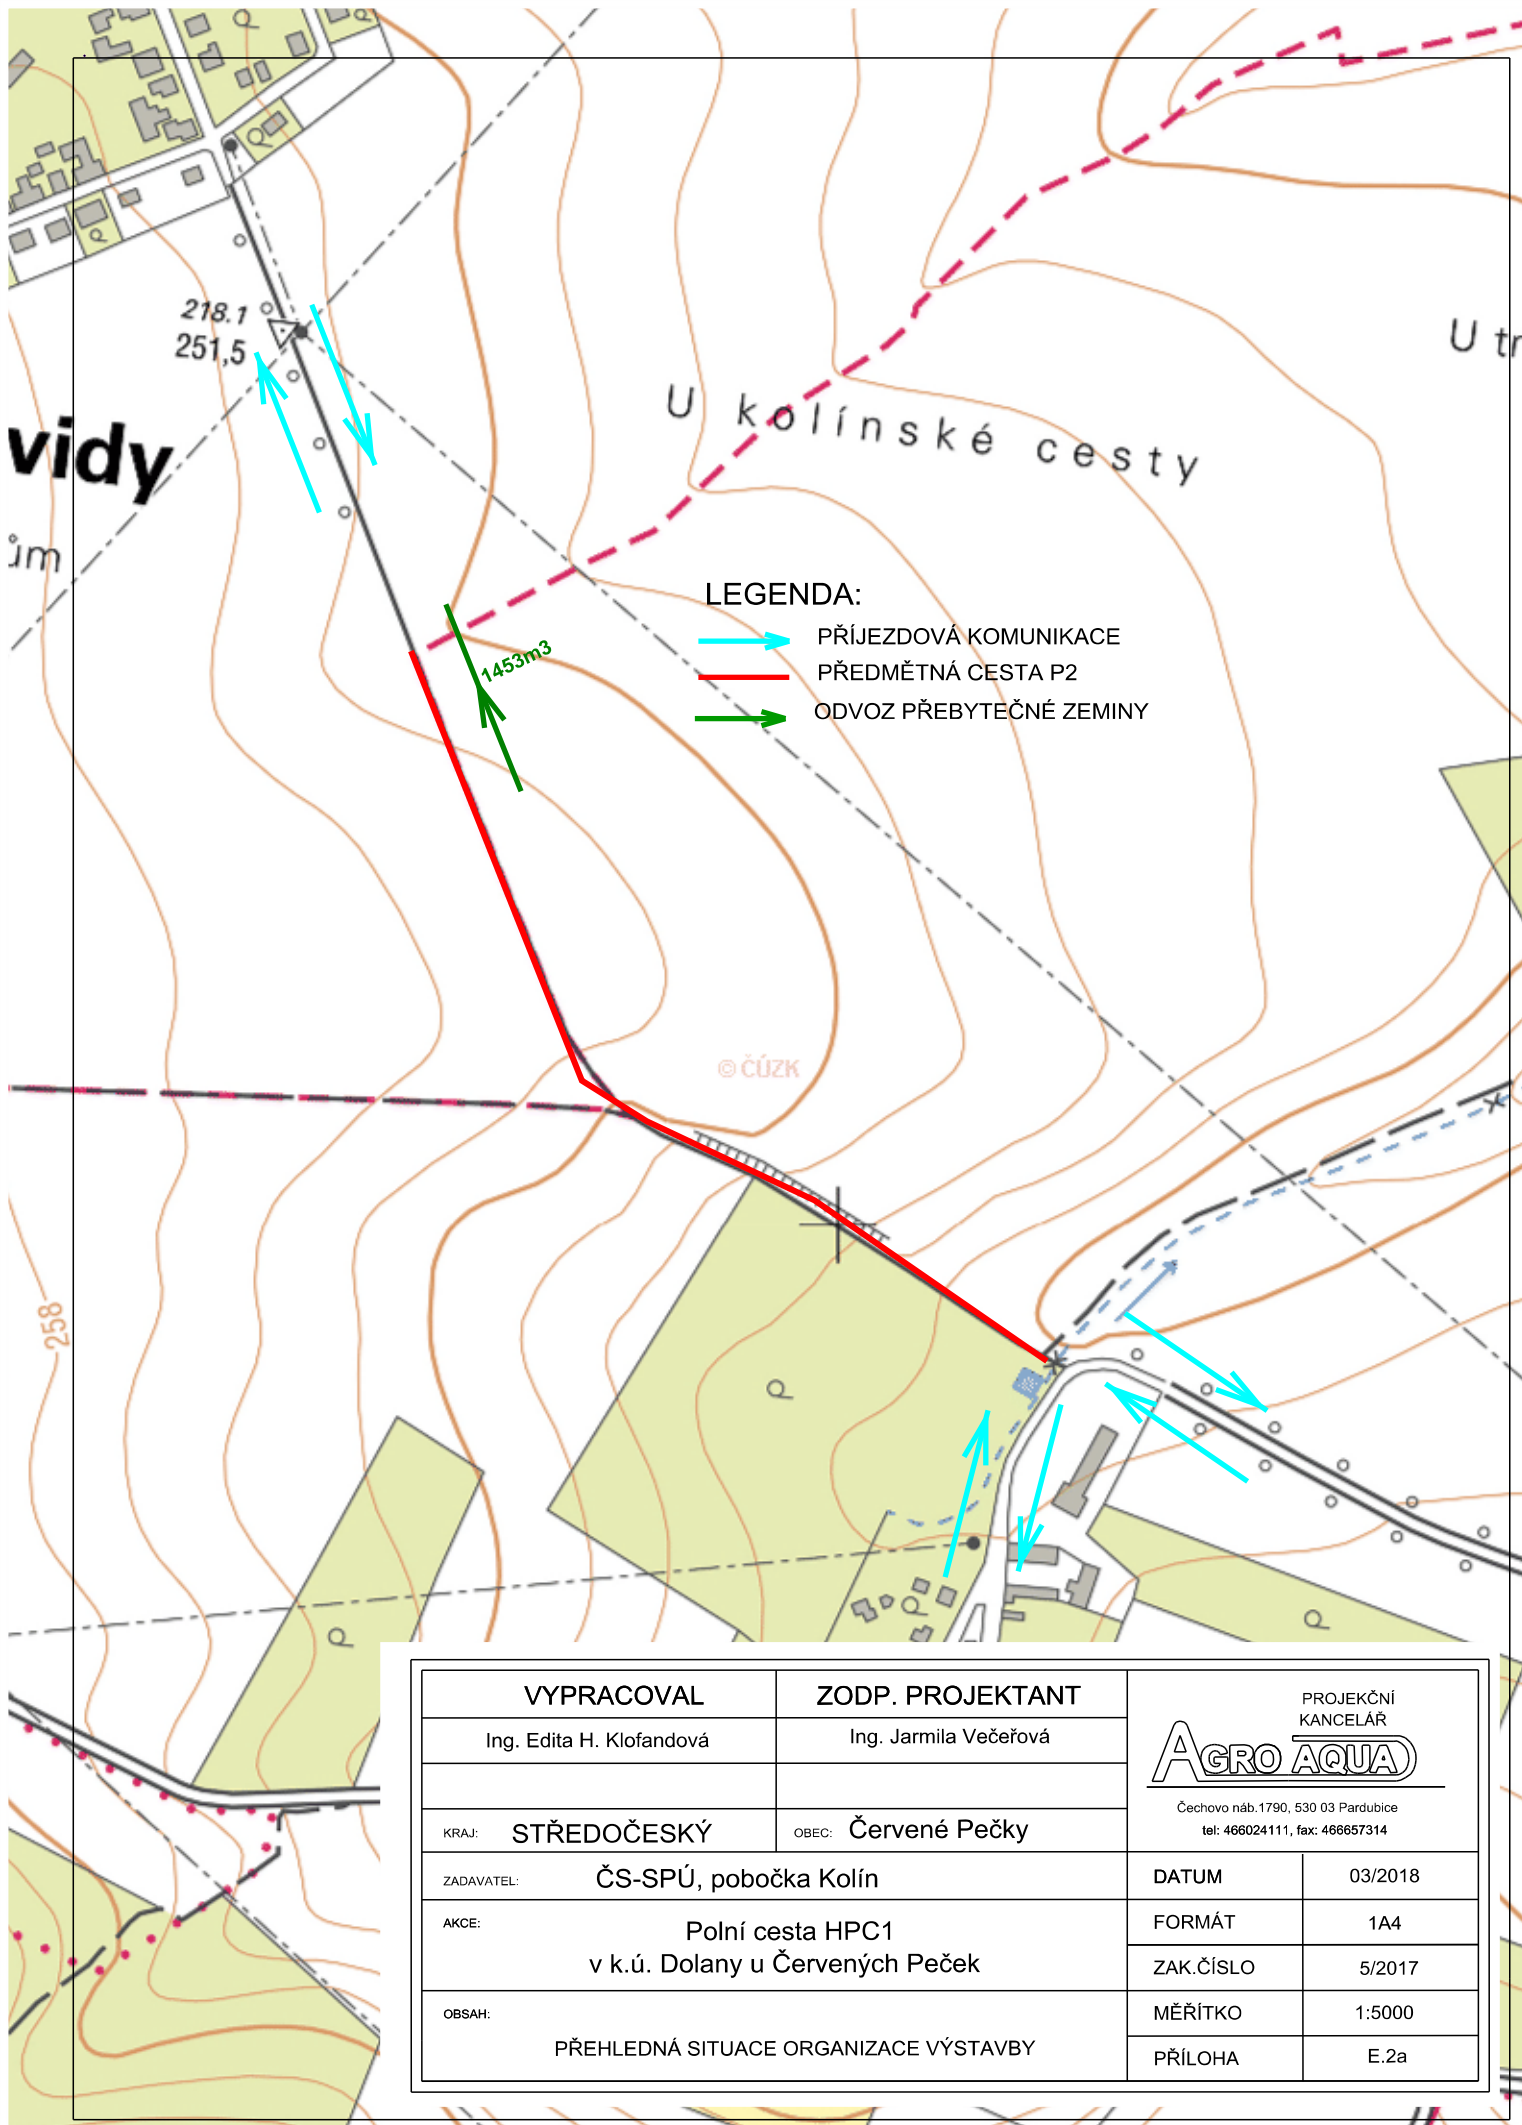 218.1
251,5
vidy
ům
U kolínské cesty
U tr
LEGENDA:
PŘÍJEZDOVÁ KOMUNIKACE
PŘEDMĚTNÁ CESTA P2
ODVOZ PŘEBYTEČNÉ ZEMINY
1453m3
© ČÚZK
258
VYPRACOVAL
ZODP. PROJEKTANT
Ing. Edita H. Klofandová
Ing. Jarmila Večeřová
PROJEKČNÍ
KANCELÁŘ
AGRO AQUA
Čechovo náb.1790, 530 03 Pardubice
tel: 466024111, fax: 466657314
KRAJ: STŘEDOČESKÝ
OBEC: Červené Pečky
ZADAVATEL: ČS-SPÚ, pobočka Kolín
DATUM 03/2018
AKCE: Polní cesta HPC1
v k.ú. Dolany u Červených Peček
FORMÁT 1A4
ZAK.ČÍSLO 5/2017
OBSAH:
PŘEHLEDNÁ SITUACE ORGANIZACE VÝSTAVBY
MĚŘÍTKO 1:5000
PŘÍLOHA E.2a